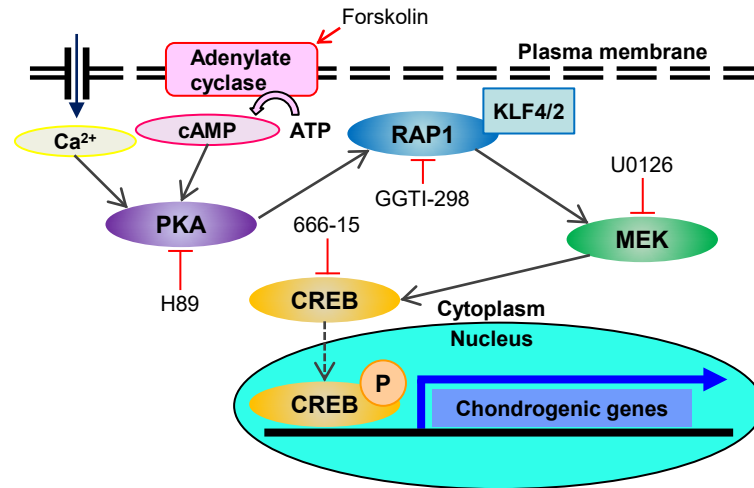 Forskolin
Adenylate
cyclase
Plasma membrane
KLF4/2
cAMP
ATP
RAP1
Ca²⁺
U0126
GGTI-298
PKA
666-15
MEK
H89
CREB
Cytoplasm
Nucleus
P
CREB
Chondrogenic genes